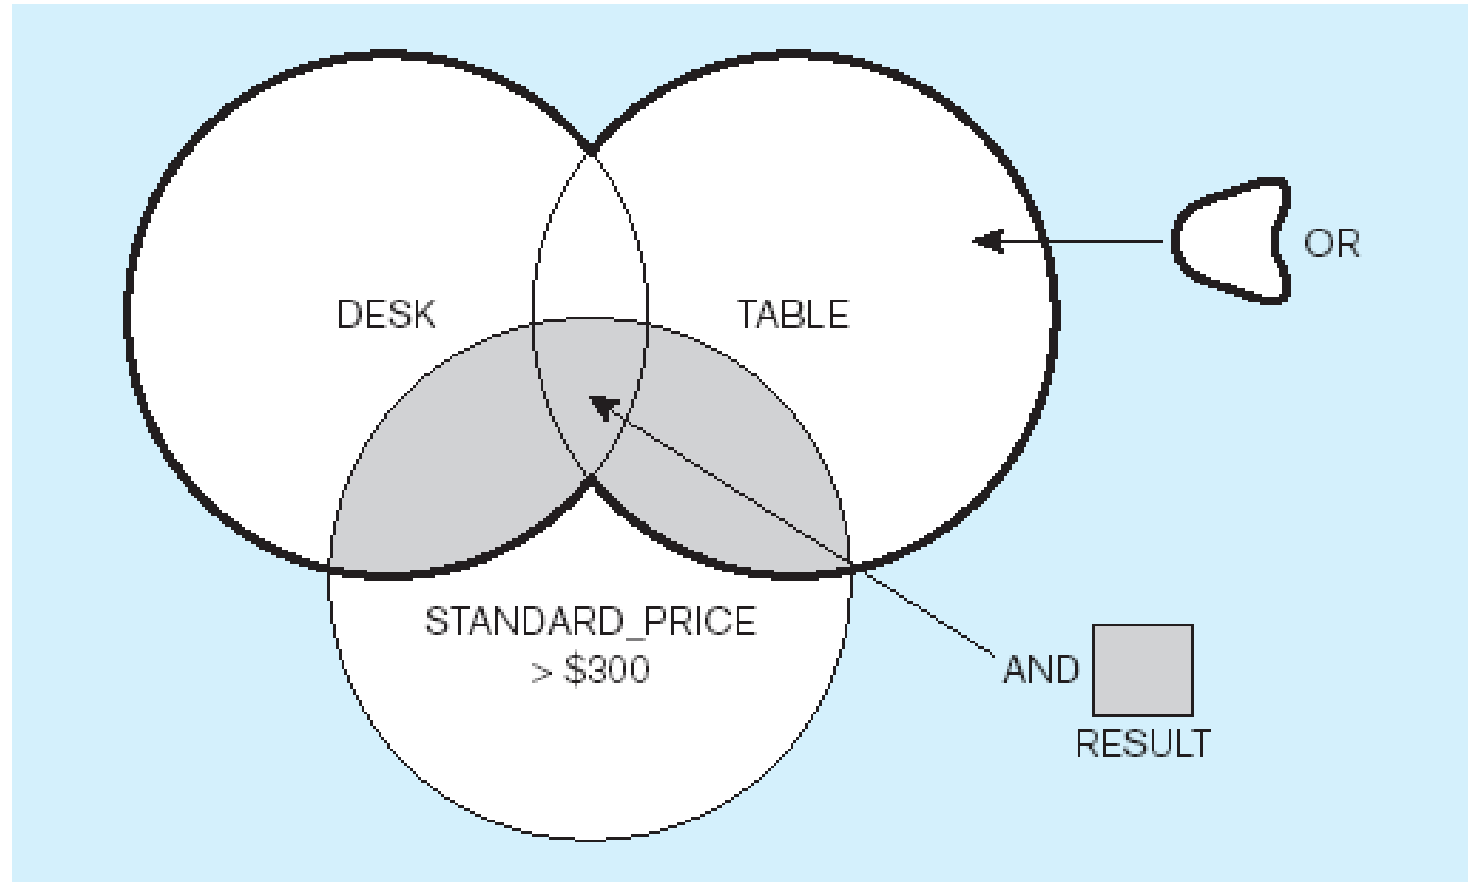 DESK
TABLE
OR
STANDARD_PRICE
> $300
AND
RESULT